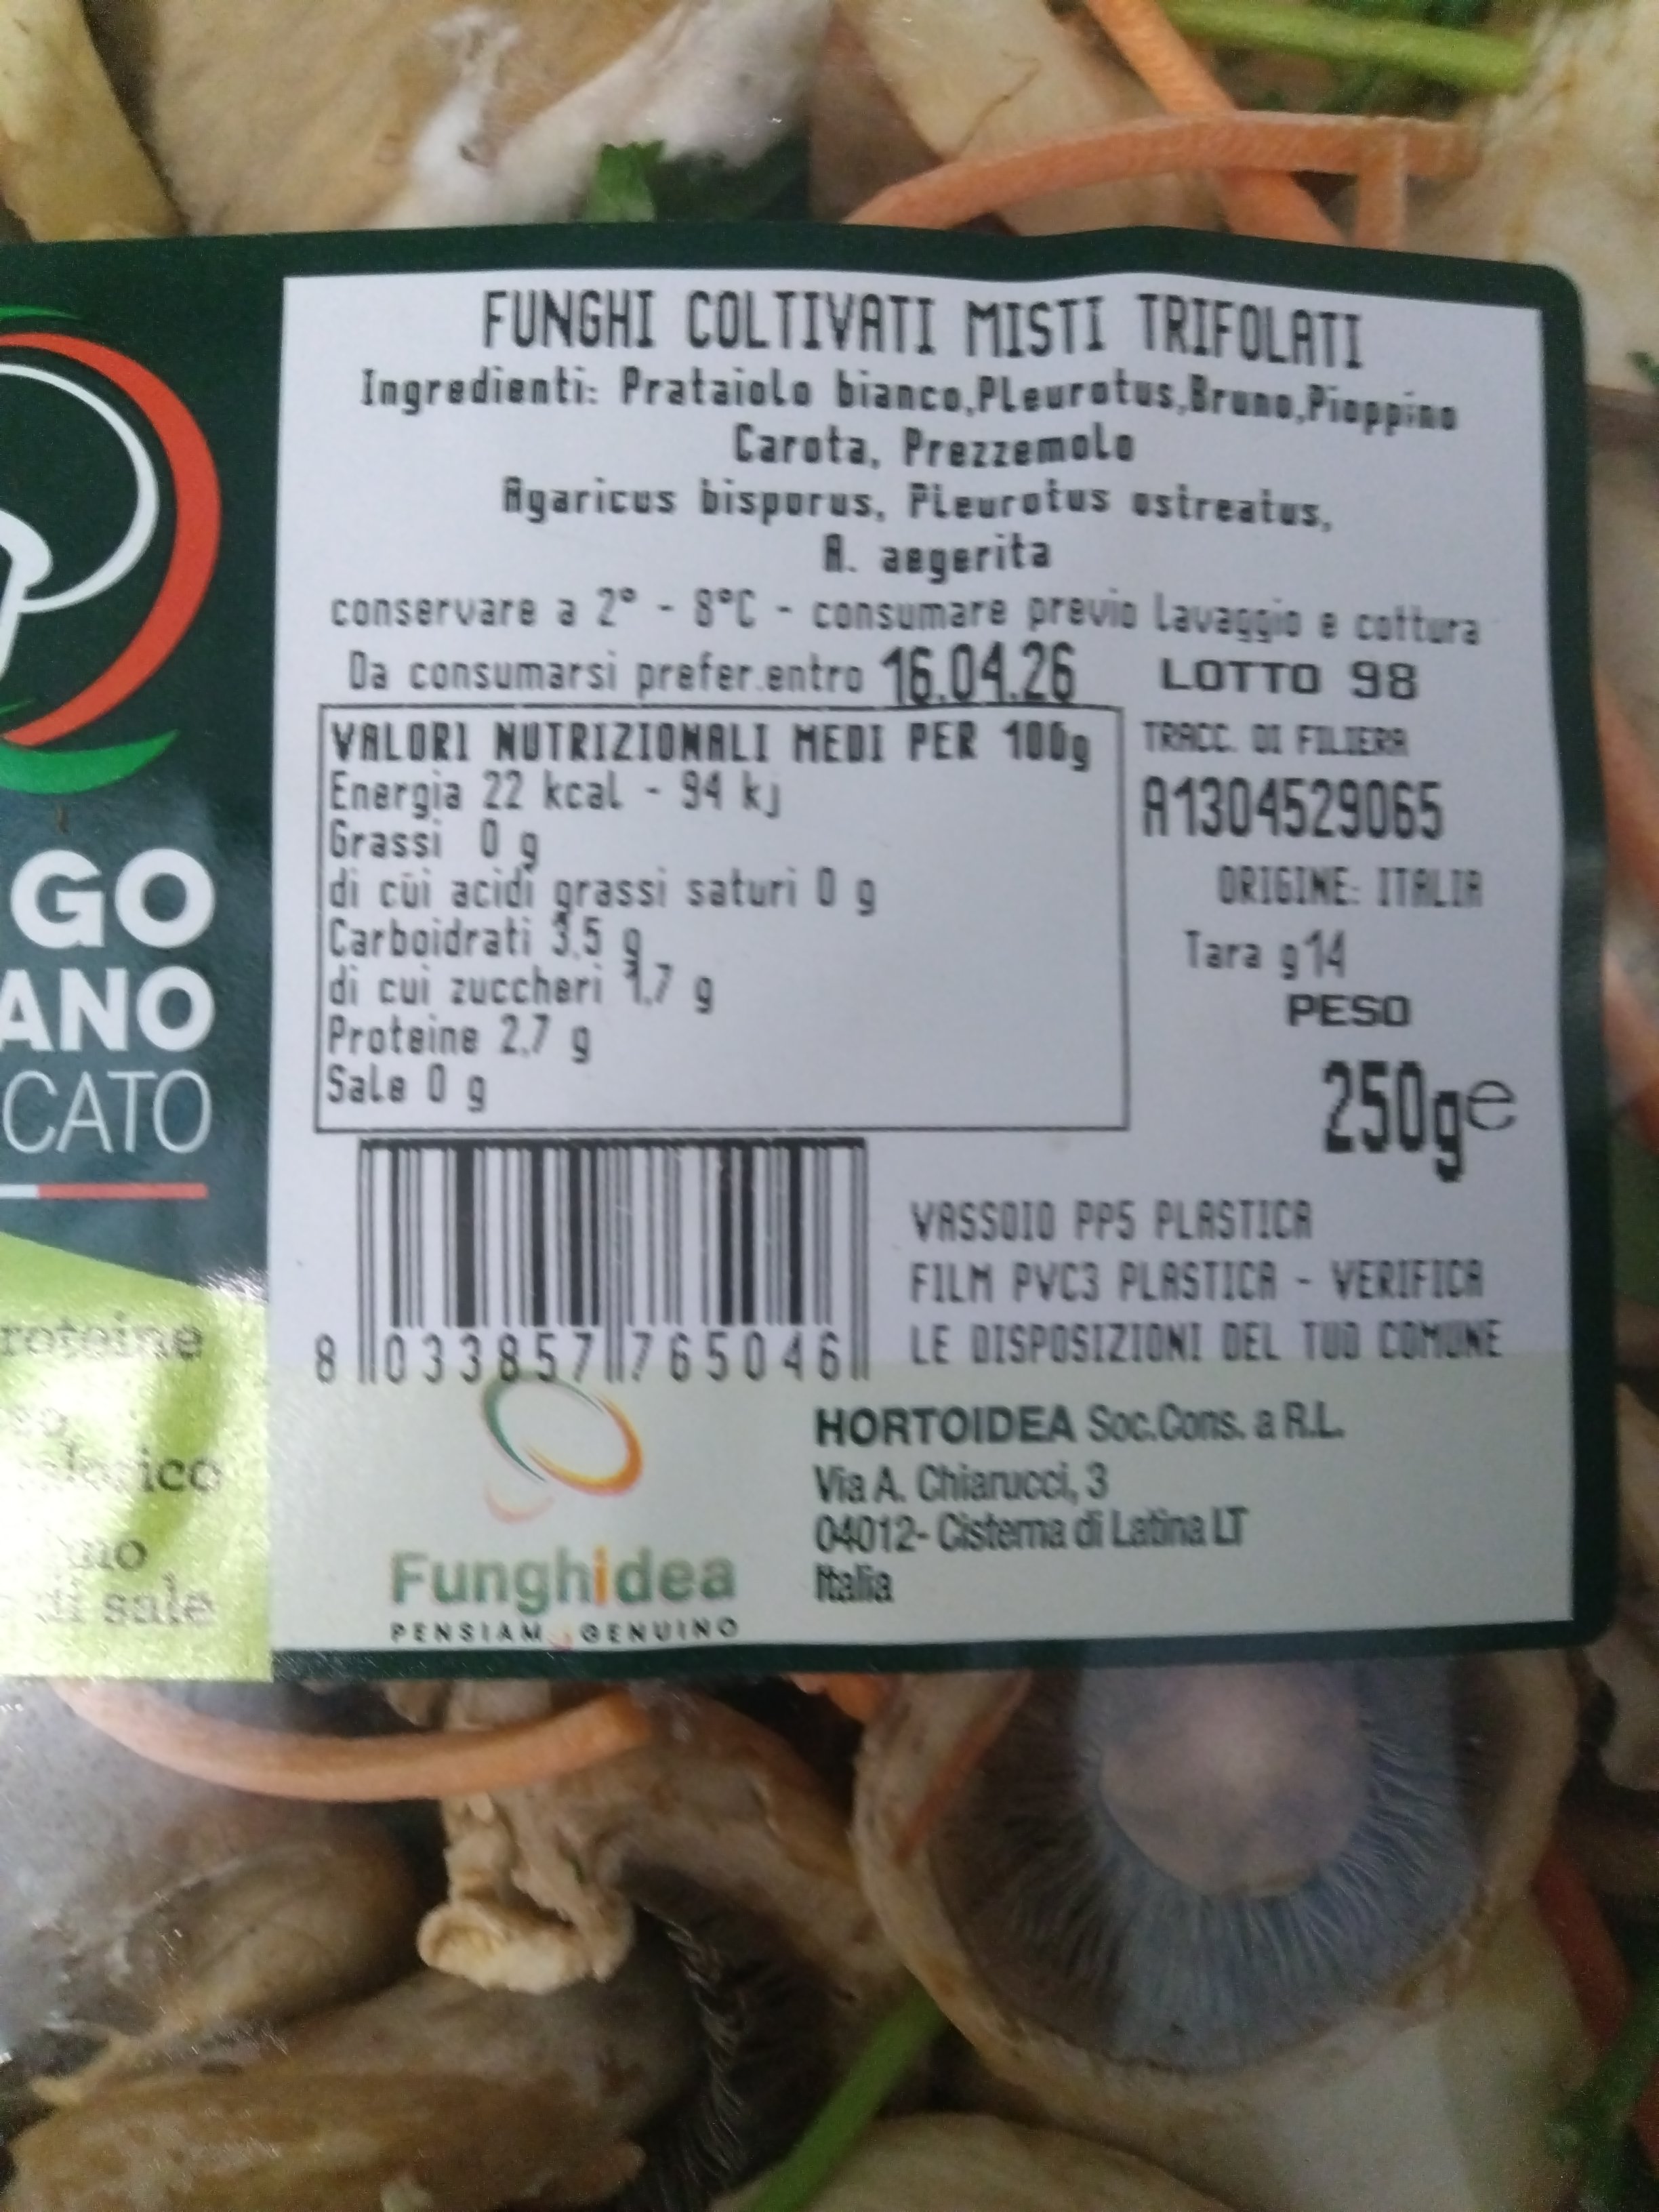 GO
ANO
CATO
di sale
FUNGHI COLTIVATI MISTI TRIFOLATI
Ingredienti: Prataiolo bianco,Pleurotus,Bruno,Pioppino
Carota, Prezzemolo
Agaricus bisporus, Pleurotus ostreatus,
A. aegerita
conservare a 2° - 8°C - consumare previo lavaggio e cottura
Da consumarsi prefer.entro 16.04.26
LOTTO 98
VALORI NUTRIZIONALI MEDI PER 100g
Energia 22 kcal - 94 kj
Grassi 0 g
di cui acidi grassi saturi 0 g
Carboidrati 3,5 g
di cui zuccheri 1,7 g
Proteine 2,7 g
Sale 0 g
TRACC. DI FILIERA
A1304529065
ORIGINE: ITALIA
Tara g14
PESO
250ge
8 033857 765046
VASSOIO PP5 PLASTICA
FILM PVC3 PLASTICA - VERIFICA
LE DISPOSIZIONI DEL TUO COMUNE
Funghidea
PENSIAM GENUINO
HORTOIDEA Soc.Cons. a R.L.
Via A. Chiarucci, 3
04012- Cisterna di Latina LT
Italia